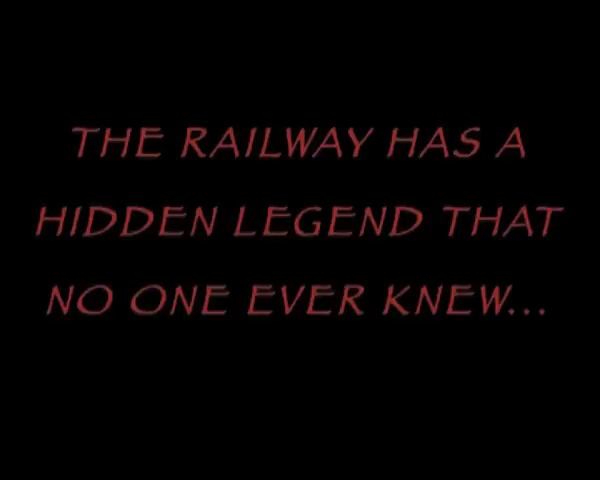 THE RAILWAY HAS A
HIDDEN LEGEND THAT
NO ONE EVER KNEW...